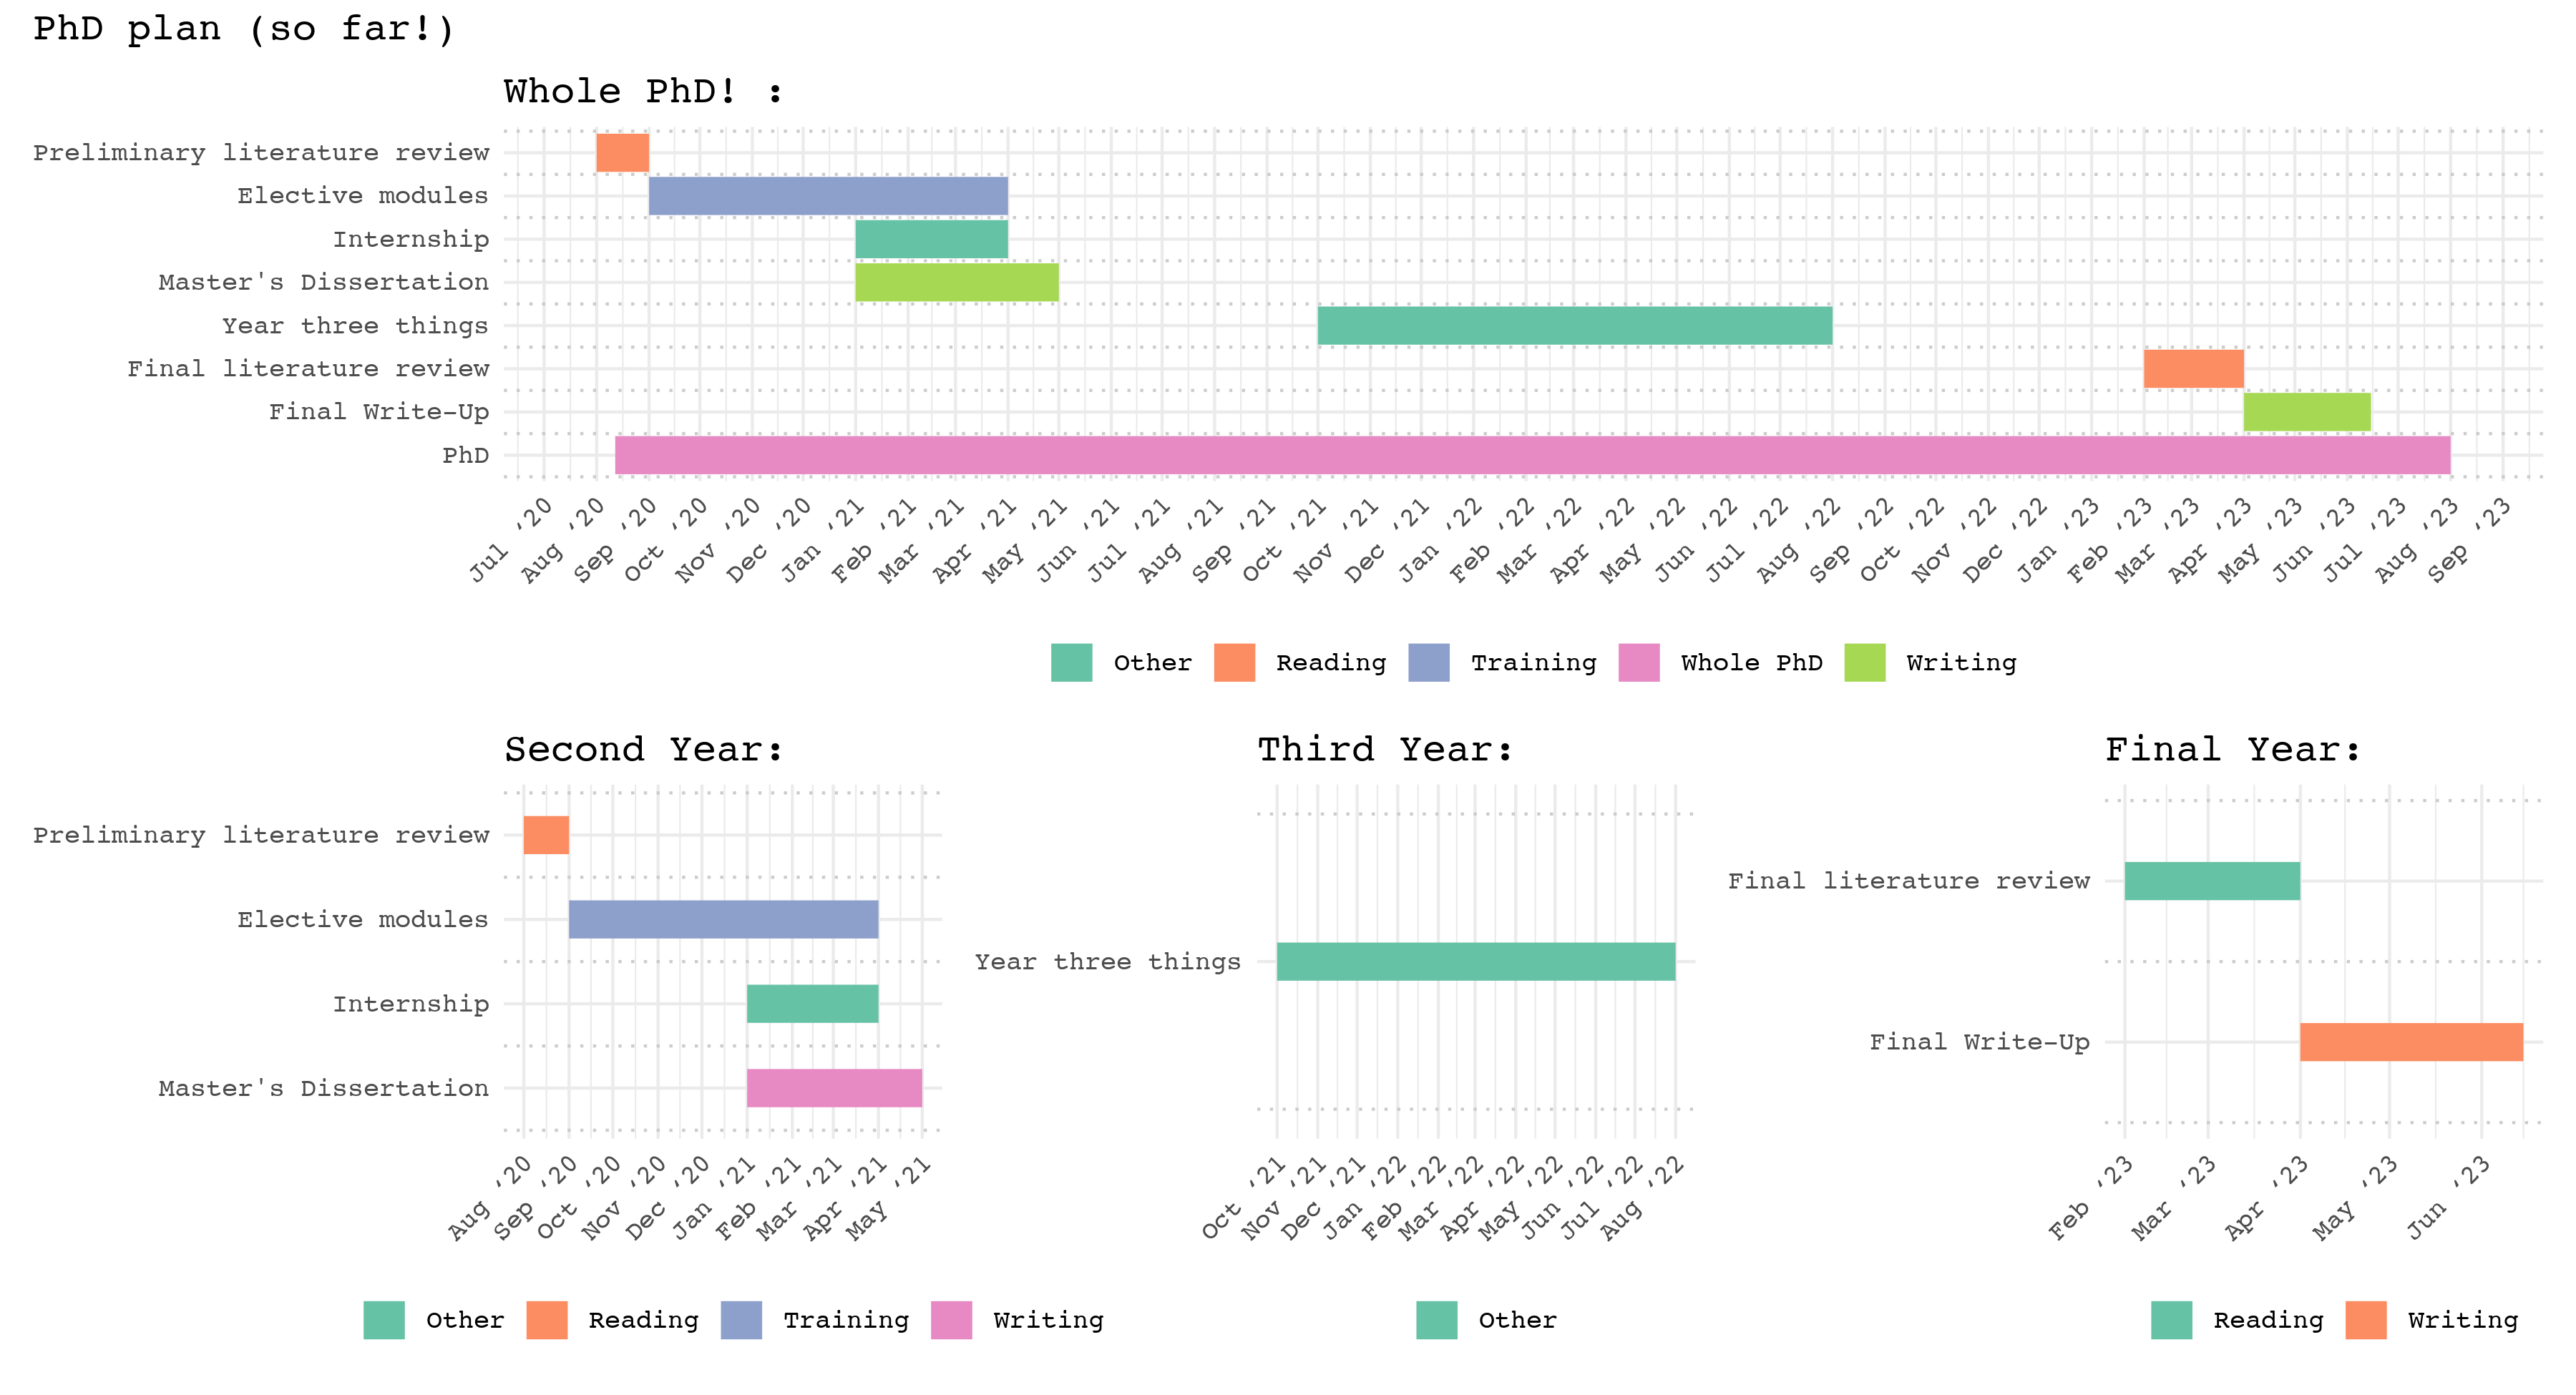 PhD plan (so far!)
Whole PhD! :
Preliminary literature review
Elective modules
Internship
Master's Dissertation
Year three things
Final literature review
Final Write-Up
PhD
Jul ‚20 Aug ‚20 Sep ‚20 Oct ‚20 Nov ‚20 Dec ‚20 Jan ‚21 Feb ‚21 Mar ‚21 Apr ‚21 May ‚21 Jun ‚21 Jul ‚21 Aug ‚21 Sep ‚21 Oct ‚21 Nov ‚21 Dec ‚21 Jan ‚22 Feb ‚22 Mar ‚22 Apr ‚22 May ‚22 Jun ‚22 Jul ‚22 Aug ‚22 Sep ‚22 Oct ‚22 Nov ‚22 Dec ‚22 Jan ‚23 Feb ‚23 Mar ‚23 Apr ‚23 May ‚23 Jun ‚23 Jul ‚23 Aug ‚23 Sep ‚23
Other Reading Training Whole PhD Writing
Second Year:
Preliminary literature review
Elective modules
Internship
Master's Dissertation
Aug ‚20 Sep ‚20 Oct ‚20 Nov ‚20 Dec ‚20 Jan ‚21 Feb ‚21 Mar ‚21 Apr ‚21 May ‚21
Other Reading Training Writing
Third Year:
Year three things
Oct ‚21 Nov ‚21 Dec ‚21 Jan ‚22 Feb ‚22 Mar ‚22 Apr ‚22 May ‚22 Jun ‚22 Jul ‚22 Aug ‚22
Other
Final Year:
Final literature review
Final Write-Up
Feb ‚23 Mar ‚23 Apr ‚23 May ‚23 Jun ‚23
Reading Writing